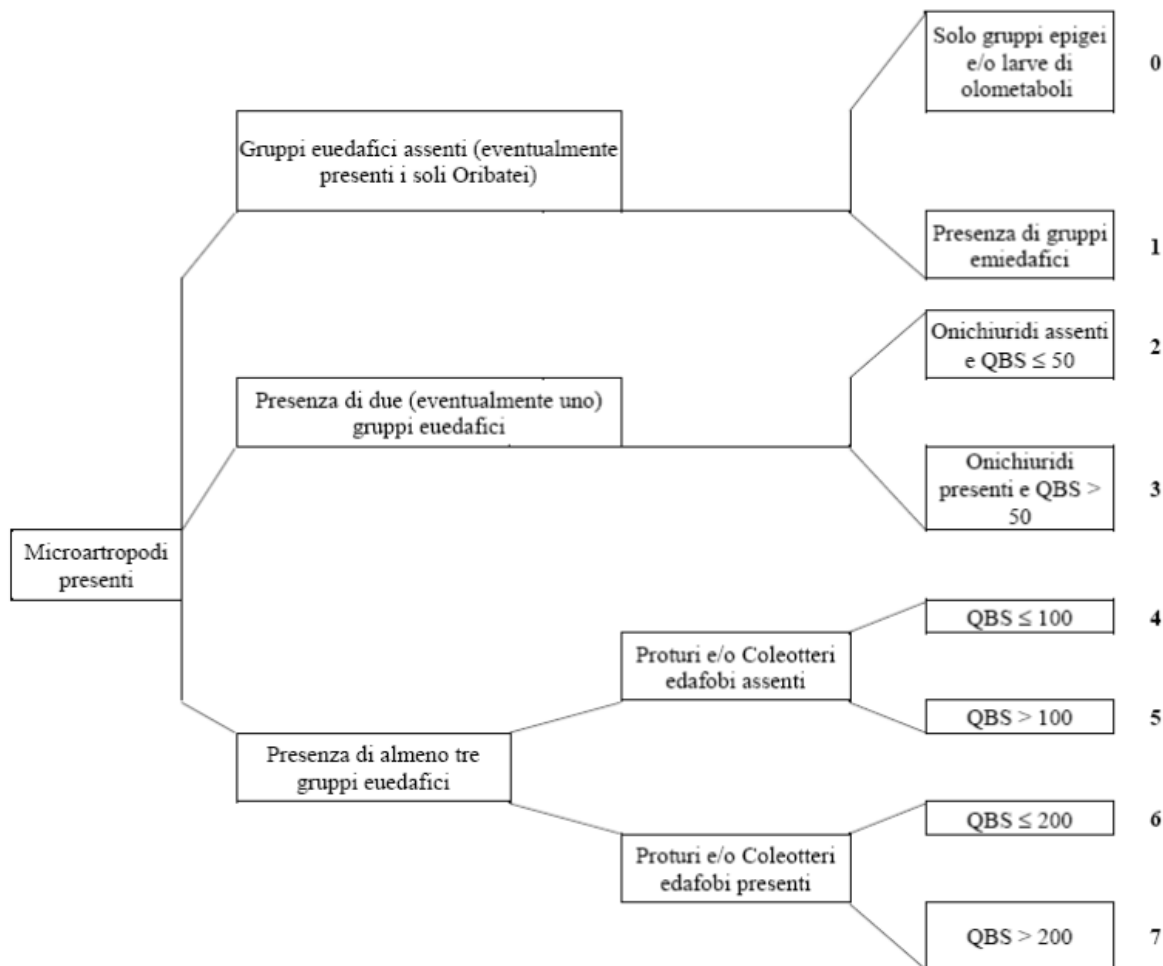 Solo gruppi epigei
e/o larve di
olometaboli
0
Gruppi euedafici assenti (eventualmente
presenti i soli Oribatei)
Presenza di gruppi
emiedafici
1
Onichiuridi assenti
e QBS ≤ 50
2
Presenza di due (eventualmente uno)
gruppi euedafici
Onichiuridi
presenti e QBS >
50
3
Microartropodi
presenti
QBS ≤ 100
4
Proturi e/o Coleotteri
edafobi assenti
QBS > 100
5
Presenza di almeno tre
gruppi euedafici
QBS ≤ 200
6
Proturi e/o Coleotteri
edafobi presenti
QBS > 200
7